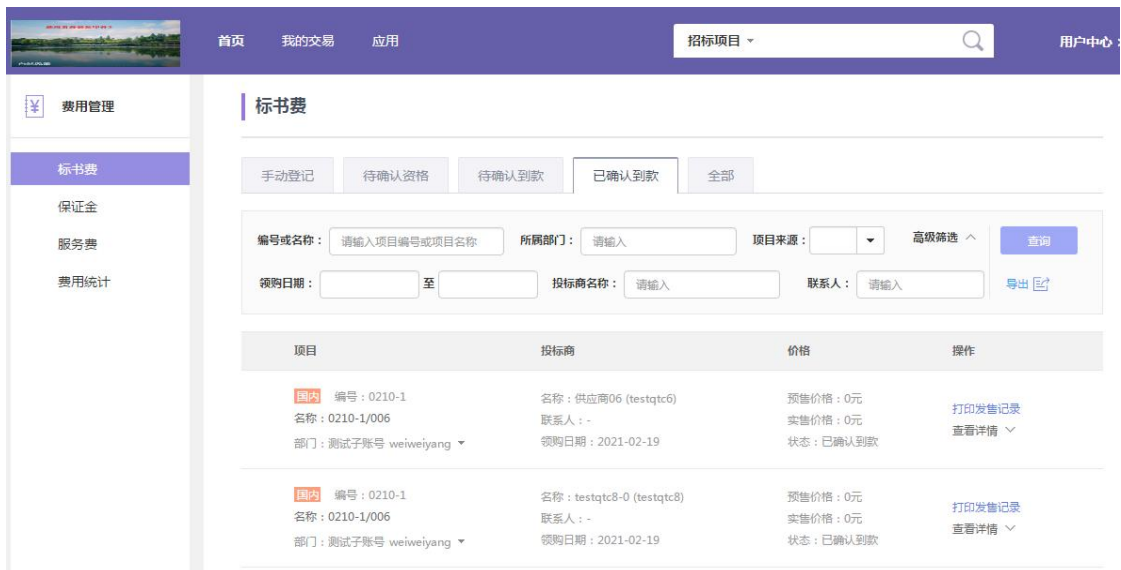 首页 我的交易 应用 招标项目 用户中心：
费用管理
标书费
保证金
服务费
费用统计
标书费
手动登记 待确认资格 待确认到款 已确认到款 全部
编号或名称： 请输入项目编号或项目名称 所属部门： 请输入 项目来源： 高级筛选 查询
领购日期： 至 投标商名称： 请输入 联系人： 请输入 导出
项目 投标商 价格 操作
国内 编号：0210-1 名称：供应商06 (testqtc6) 预售价格：0元 打印发售记录
名称：0210-1/006 联系人：- 实售价格：0元 查看详情
部门：测试子账号 weiweiyang 领购日期：2021-02-19 状态：已确认到款
国内 编号：0210-1 名称：testqtc8-0 (testqtc8) 预售价格：0元 打印发售记录
名称：0210-1/006 联系人：- 实售价格：0元 查看详情
部门：测试子账号 weiweiyang 领购日期：2021-02-19 状态：已确认到款